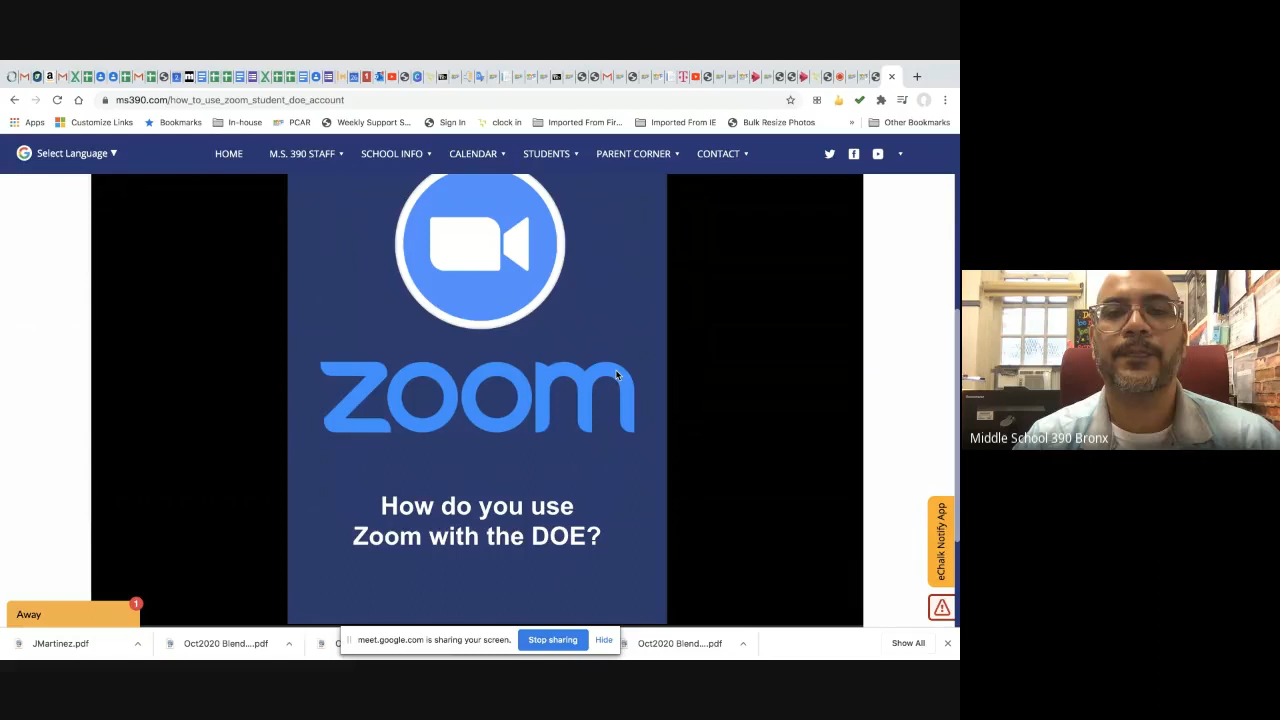 ms390.com/how_to_use_zoom_student_doe_account
Apps Customize Links Bookmarks In-house PCAR Weekly Support S... Sign In clock in Imported From Fir... Imported From IE Bulk Resize Photos » Other Bookmarks
Select Language ▼ HOME M.S. 390 STAFF SCHOOL INFO CALENDAR STUDENTS PARENT CORNER CONTACT
zoom
How do you use
Zoom with the DOE?
Middle School 390 Bronx
eChalk Notify App
Away 1
meet.google.com is sharing your screen. Stop sharing Hide
JMartinez.pdf Oct2020 Blend....pdf Oct2020 Blend....pdf Show All